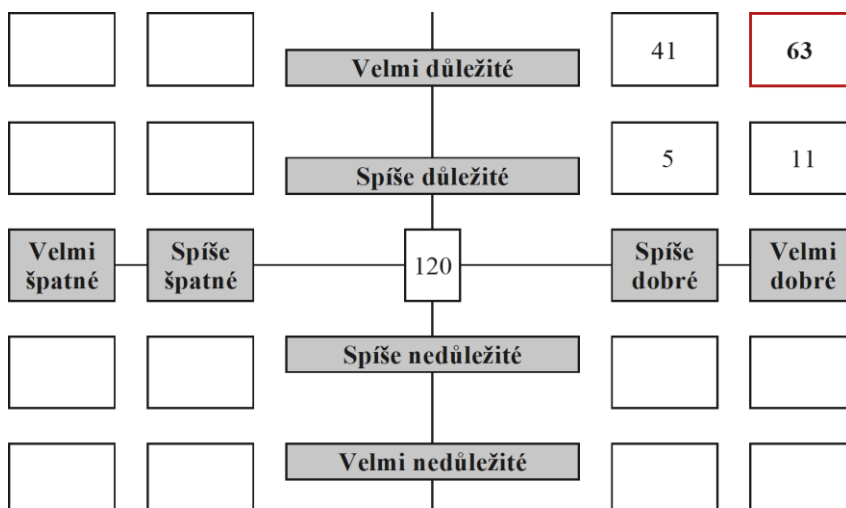 Velmi důležité
41
63
Spíše důležité
5
11
Velmi
špatné
Spíše
špatné
120
Spíše
dobré
Velmi
dobré
Spíše nedůležité
Velmi nedůležité